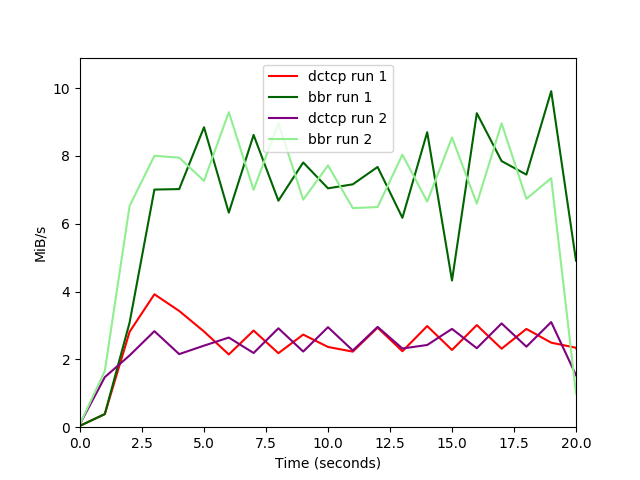 dctcp run 1
bbr run 1
dctcp run 2
bbr run 2
MiB/s
10
8
6
4
2
0
0.0 2.5 5.0 7.5 10.0 12.5 15.0 17.5 20.0
Time (seconds)